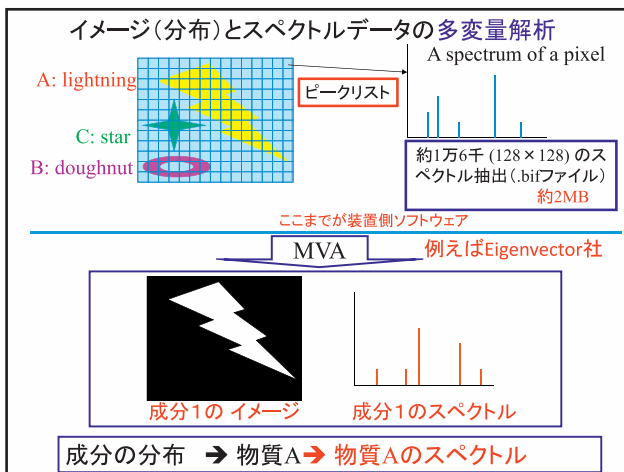 イメージ（分布）とスペクトルデータの多変量解析
A: lightning
C: star
B: doughnut
ピークリスト
A spectrum of a pixel
約1万6千 (128×128) のス
ペクトル抽出（.bifファイル）
約2MB
ここまでが装置側ソフトウェア
MVA
例えばEigenvector社
成分1の イメージ
成分1のスペクトル
成分の分布 ➔ 物質A➔ 物質Aのスペクトル